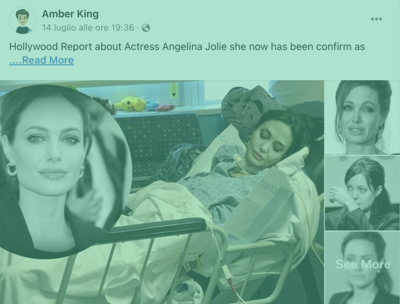 Amber King
14 luglio alle ore 19:36 ·
Hollywood Report about Actress Angelina Jolie she now has been confirm as
....Read More
See More